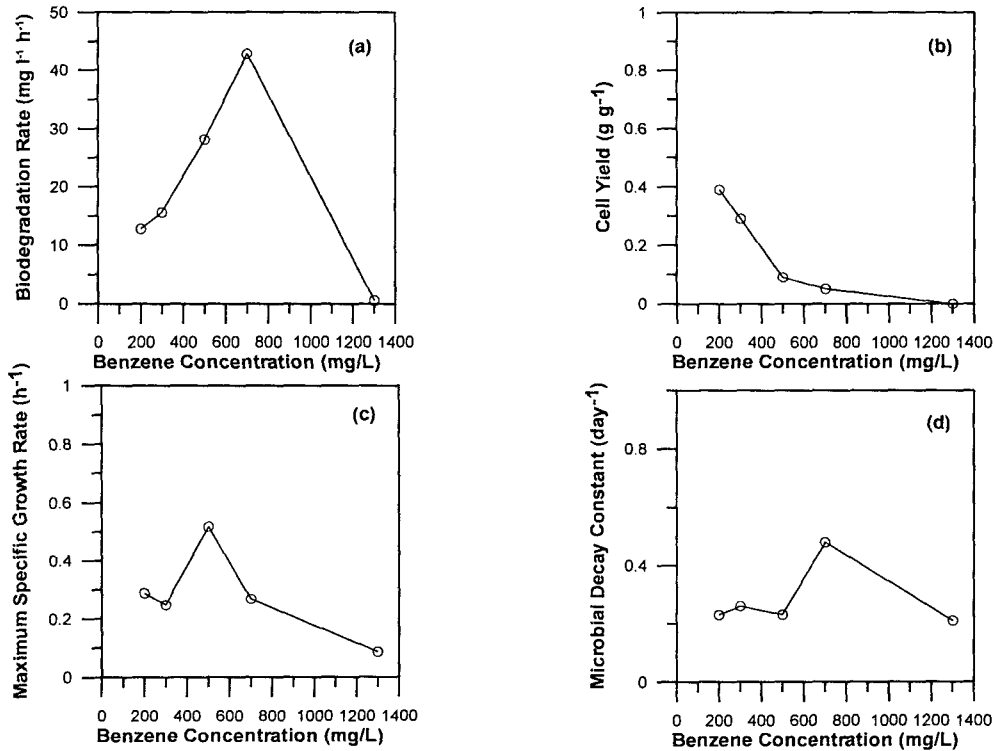 Biodegradation Rate (mg l⁻¹ h⁻¹)
50
40
30
20
10
0
(a)
0 200 400 600 800 1000 1200 1400
Benzene Concentration (mg/L)
Cell Yield (g g⁻¹)
1
0.8
0.6
0.4
0.2
0
(b)
0 200 400 600 800 1000 1200 1400
Benzene Concentration (mg/L)
Maximum Specific Growth Rate (h⁻¹)
1
0.8
0.6
0.4
0.2
0
(c)
0 200 400 600 800 1000 1200 1400
Benzene Concentration (mg/L)
Microbial Decay Constant (day⁻¹)
0.8
0.4
0
(d)
0 200 400 600 800 1000 1200 1400
Benzene Concentration (mg/L)